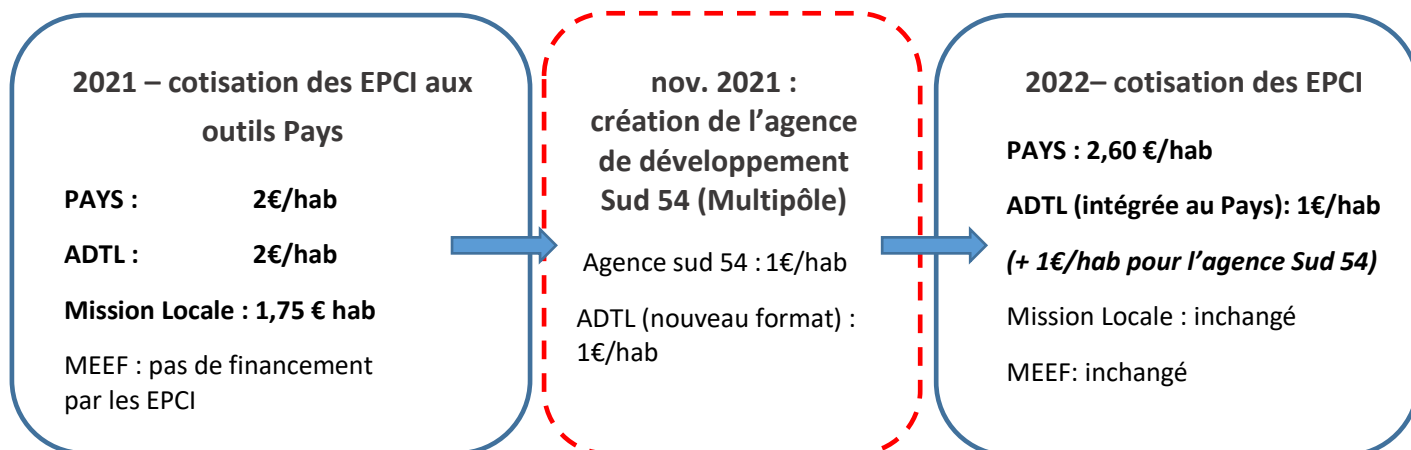 2021 – cotisation des EPCI aux
outils Pays
PAYS : 2€/hab
ADTL : 2€/hab
Mission Locale : 1,75 € hab
MEEF : pas de financement
par les EPCI
nov. 2021 :
création de l’agence
de développement
Sud 54 (Multipôle)
Agence sud 54 : 1€/hab
ADTL (nouveau format) :
1€/hab
2022– cotisation des EPCI
PAYS : 2,60 €/hab
ADTL (intégrée au Pays): 1€/hab
(+ 1€/hab pour l’agence Sud 54)
Mission Locale : inchangé
MEEF: inchangé